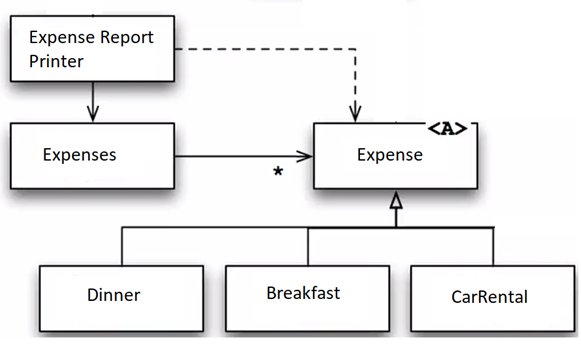 Expense Report
Printer
<A>
Expenses
Expense
*
Dinner
Breakfast
CarRental